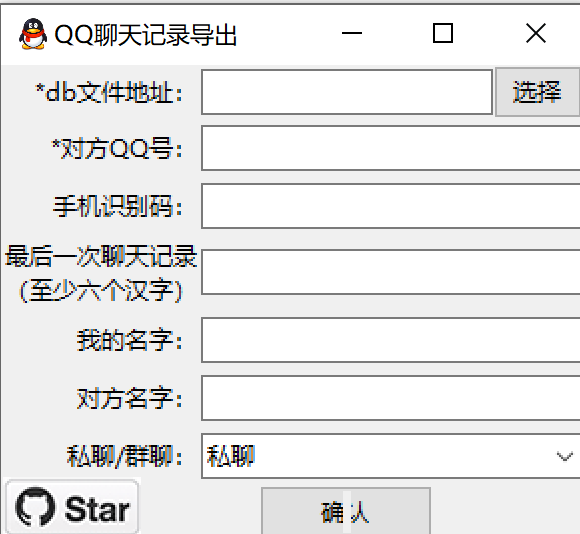 QQ聊天记录导出
*db文件地址：
选择
*对方QQ号：
手机识别码：
最后一次聊天记录
（至少六个汉字）
我的名字：
对方名字：
私聊/群聊：
私聊
Star
确认